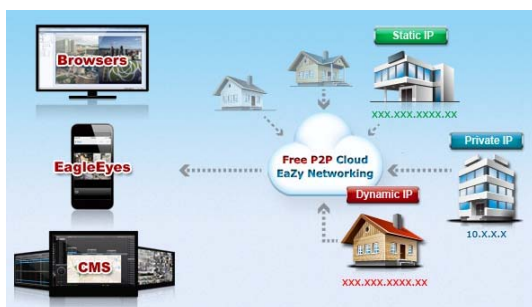 Browsers
Static IP
xxx.xxx.xxxx.xx
EagleEyes
Free P2P Cloud
EaZy Networking
Private IP
10.X.X.X
Dynamic IP
xxx.xxx.xxxx.xx
CMS